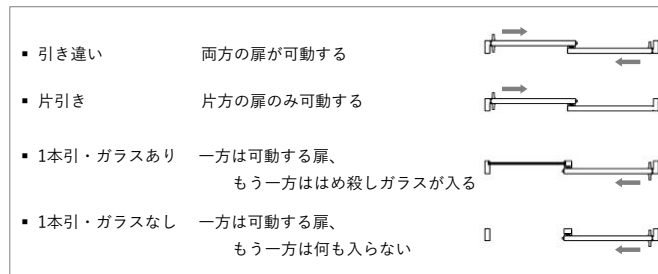 ▪ 引き違い 両方の扉が可動する
▪ 片引き 片方の扉のみ可動する
▪ 1本引・ガラスあり 一方は可動する扉、
もう一方ははめ殺しガラスが入る
▪ 1本引・ガラスなし 一方は可動する扉、
もう一方は何も入らない